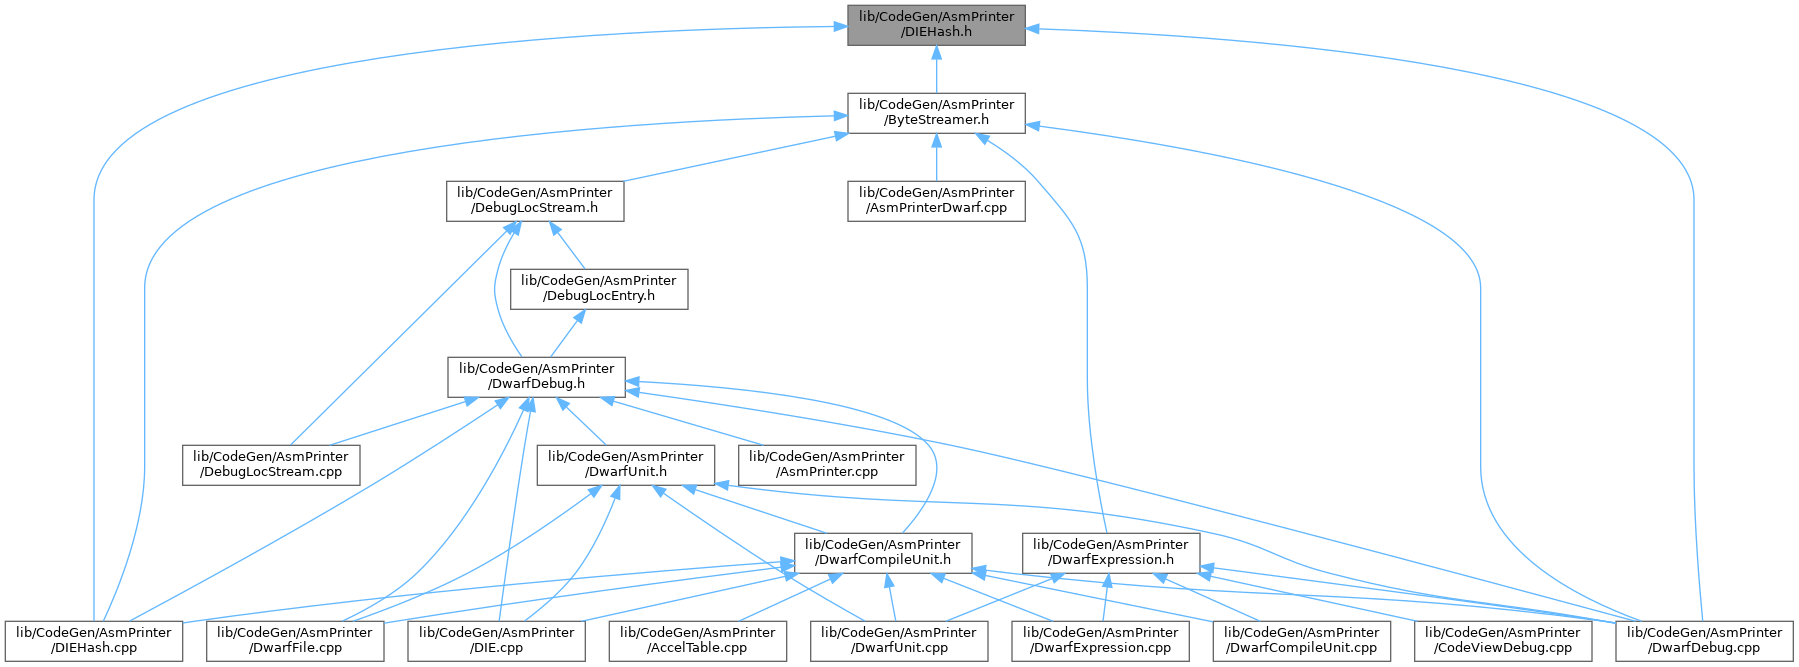 lib/CodeGen/AsmPrinter
/DIEHash.h
lib/CodeGen/AsmPrinter
/ByteStreamer.h
lib/CodeGen/AsmPrinter
/DebugLocStream.h
lib/CodeGen/AsmPrinter
/AsmPrinterDwarf.cpp
lib/CodeGen/AsmPrinter
/DebugLocEntry.h
lib/CodeGen/AsmPrinter
/DwarfDebug.h
lib/CodeGen/AsmPrinter
/DebugLocStream.cpp
lib/CodeGen/AsmPrinter
/DwarfUnit.h
lib/CodeGen/AsmPrinter
/AsmPrinter.cpp
lib/CodeGen/AsmPrinter
/DwarfCompileUnit.h
lib/CodeGen/AsmPrinter
/DwarfExpression.h
lib/CodeGen/AsmPrinter
/DIEHash.cpp
lib/CodeGen/AsmPrinter
/DwarfFile.cpp
lib/CodeGen/AsmPrinter
/DIE.cpp
lib/CodeGen/AsmPrinter
/AccelTable.cpp
lib/CodeGen/AsmPrinter
/DwarfUnit.cpp
lib/CodeGen/AsmPrinter
/DwarfExpression.cpp
lib/CodeGen/AsmPrinter
/DwarfCompileUnit.cpp
lib/CodeGen/AsmPrinter
/CodeViewDebug.cpp
lib/CodeGen/AsmPrinter
/DwarfDebug.cpp